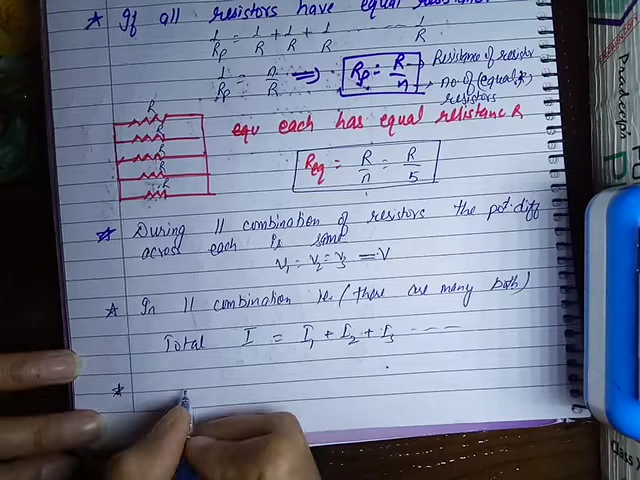 * If all resistors have equal
1/Rp = 1/R + 1/R + 1/R ---- 1/R
1/Rp = n/R ⟹ Rp = R/n → Resistance of resistor
→ no of (equal R) resistors
R
R
R
R
R
equ each has equal resistance R
Req = R/n = R/5
* During || combination of resistors the pot. diff
across each is same
V1 = V2 = V3 = V
* In || combination i.e. (there are many path)
Total I = I1 + I2 + I3 ----
*
Pradeep's
Class X